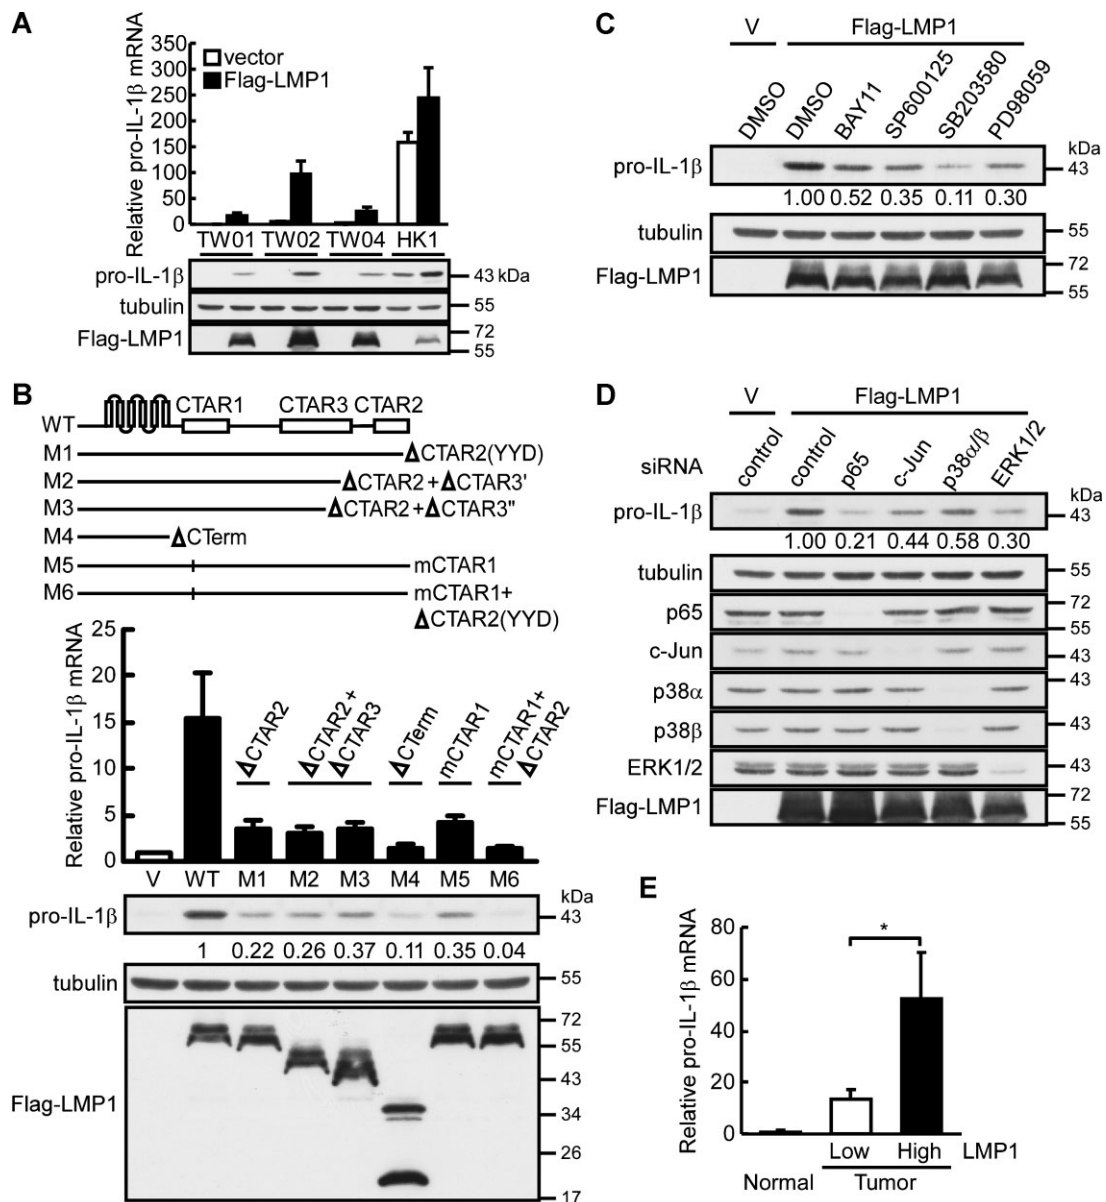 A
Relative pro-IL-1β mRNA
350
300
250
200
150
100
50
0
vector
Flag-LMP1
TW01 TW02 TW04 HK1
pro-IL-1β
43 kDa
tubulin
55
Flag-LMP1
72
55
B
CTAR1 CTAR3 CTAR2
WT
M1
ΔCTAR2(YYD)
M2
ΔCTAR2+ΔCTAR3'
M3
ΔCTAR2+ΔCTAR3"
M4
ΔCTerm
M5
mCTAR1
M6
mCTAR1+
ΔCTAR2(YYD)
Relative pro-IL-1β mRNA
25
20
15
10
5
0
ΔCTAR2
ΔCTAR2+
ΔCTAR3
ΔCTerm
mCTAR1
mCTAR1+
ΔCTAR2
V WT M1 M2 M3 M4 M5 M6
kDa
pro-IL-1β
43
1 0.22 0.26 0.37 0.11 0.35 0.04
tubulin
55
Flag-LMP1
72
55
43
34
26
17
C
V Flag-LMP1
DMSO DMSO BAY11 SP600125 SB203580 PD98059
kDa
pro-IL-1β
43
1.00 0.52 0.35 0.11 0.30
tubulin
55
Flag-LMP1
72
55
D
V Flag-LMP1
siRNA control control p65 c-Jun p38α/β ERK1/2
kDa
pro-IL-1β
43
1.00 0.21 0.44 0.58 0.30
tubulin
55
p65
72
55
c-Jun
43
p38α
43
p38β
43
ERK1/2
43
Flag-LMP1
72
55
E
Relative pro-IL-1β mRNA
80
60
40
20
0
*
Low High LMP1
Normal Tumor